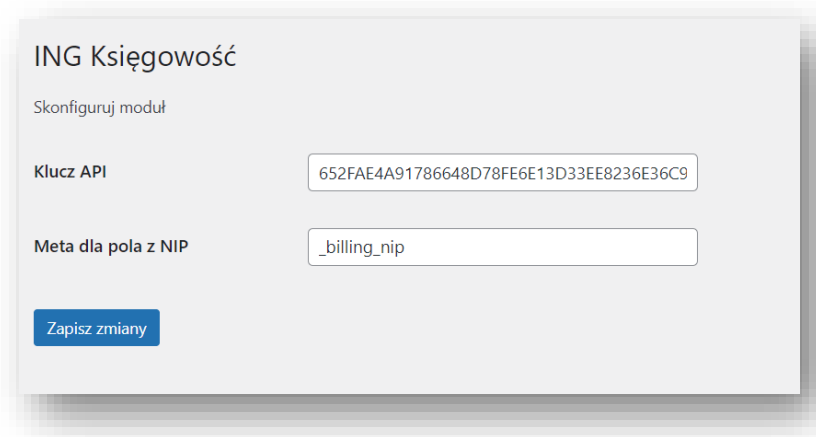 ING Księgowość
Skonfiguruj moduł
Klucz API
652FAE4A91786648D78FE6E13D33EE8236E36C9
Meta dla pola z NIP
_billing_nip
Zapisz zmiany